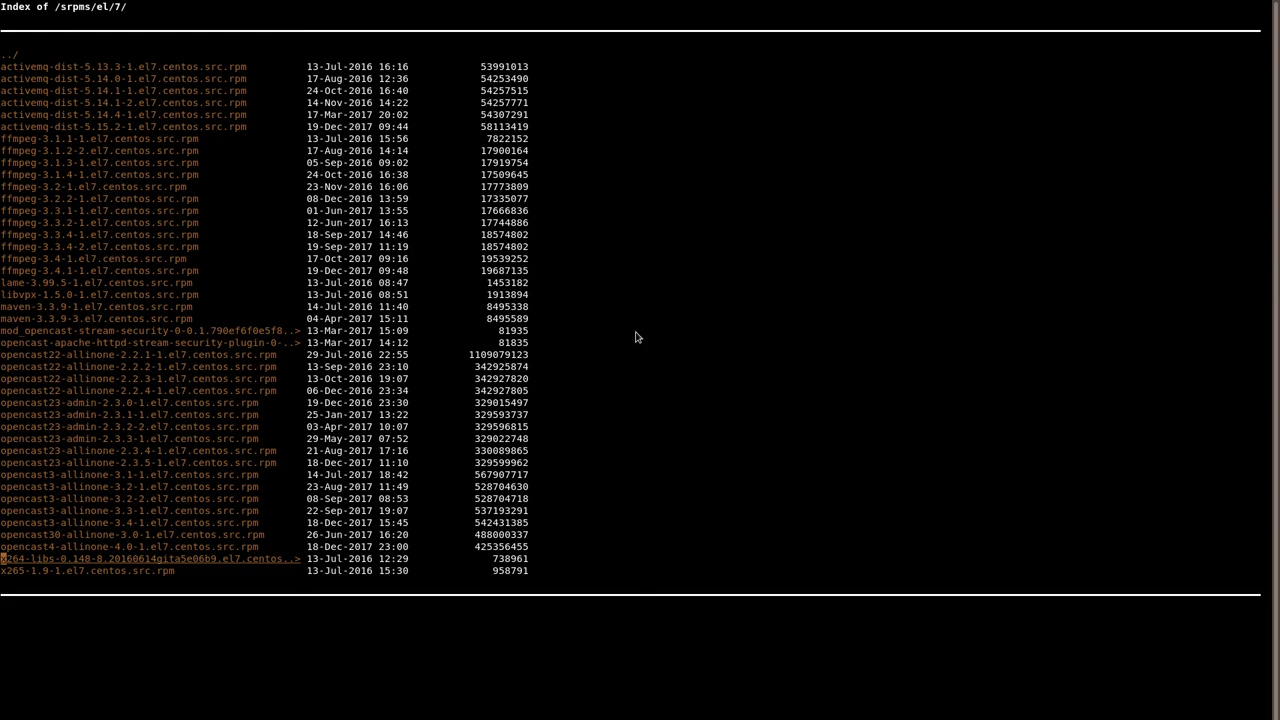 Index of /srpms/el/7/
../
activemq-dist-5.13.3-1.el7.centos.src.rpm 13-Jul-2016 16:16 53991013
activemq-dist-5.14.0-1.el7.centos.src.rpm 17-Aug-2016 12:36 54253490
activemq-dist-5.14.1-1.el7.centos.src.rpm 24-Oct-2016 16:40 54257515
activemq-dist-5.14.1-2.el7.centos.src.rpm 14-Nov-2016 14:22 54257771
activemq-dist-5.14.4-1.el7.centos.src.rpm 17-Mar-2017 20:02 54307291
activemq-dist-5.15.2-1.el7.centos.src.rpm 19-Dec-2017 09:44 58113419
ffmpeg-3.1.1-1.el7.centos.src.rpm 13-Jul-2016 15:56 7822152
ffmpeg-3.1.2-2.el7.centos.src.rpm 17-Aug-2016 14:14 17900164
ffmpeg-3.1.3-1.el7.centos.src.rpm 05-Sep-2016 09:02 17919754
ffmpeg-3.1.4-1.el7.centos.src.rpm 24-Oct-2016 16:38 17509645
ffmpeg-3.2-1.el7.centos.src.rpm 23-Nov-2016 16:06 17773809
ffmpeg-3.2.2-1.el7.centos.src.rpm 08-Dec-2016 13:59 17335077
ffmpeg-3.3.1-1.el7.centos.src.rpm 01-Jun-2017 13:55 17666836
ffmpeg-3.3.2-1.el7.centos.src.rpm 12-Jun-2017 16:13 17744886
ffmpeg-3.3.4-1.el7.centos.src.rpm 18-Sep-2017 14:46 18574802
ffmpeg-3.3.4-2.el7.centos.src.rpm 19-Sep-2017 11:19 18574802
ffmpeg-3.4-1.el7.centos.src.rpm 17-Oct-2017 09:16 19539252
ffmpeg-3.4.1-1.el7.centos.src.rpm 19-Dec-2017 09:48 19687135
lame-3.99.5-1.el7.centos.src.rpm 13-Jul-2016 08:47 1453182
libvpx-1.5.0-1.el7.centos.src.rpm 13-Jul-2016 08:51 1913894
maven-3.3.9-1.el7.centos.src.rpm 14-Jul-2016 11:40 8495338
maven-3.3.9-3.el7.centos.src.rpm 04-Apr-2017 15:11 8495589
mod_opencast-stream-security-0-0.1.790ef6f0e5f8..> 13-Mar-2017 15:09 81935
opencast-apache-httpd-stream-security-plugin-0-..> 13-Mar-2017 14:12 81835
opencast22-allinone-2.2.1-1.el7.centos.src.rpm 29-Jul-2016 22:55 1109079123
opencast22-allinone-2.2.2-1.el7.centos.src.rpm 13-Sep-2016 23:10 342925874
opencast22-allinone-2.2.3-1.el7.centos.src.rpm 13-Oct-2016 19:07 342927820
opencast22-allinone-2.2.4-1.el7.centos.src.rpm 06-Dec-2016 23:34 342927805
opencast23-admin-2.3.0-1.el7.centos.src.rpm 19-Dec-2016 23:30 329015497
opencast23-admin-2.3.1-1.el7.centos.src.rpm 25-Jan-2017 13:22 329593737
opencast23-admin-2.3.2-2.el7.centos.src.rpm 03-Apr-2017 10:07 329596815
opencast23-admin-2.3.3-1.el7.centos.src.rpm 29-May-2017 07:52 329022748
opencast23-allinone-2.3.4-1.el7.centos.src.rpm 21-Aug-2017 17:16 330089865
opencast23-allinone-2.3.5-1.el7.centos.src.rpm 18-Dec-2017 11:10 329599962
opencast3-allinone-3.1-1.el7.centos.src.rpm 14-Jul-2017 18:42 567907717
opencast3-allinone-3.2-1.el7.centos.src.rpm 23-Aug-2017 11:49 528704630
opencast3-allinone-3.2-2.el7.centos.src.rpm 08-Sep-2017 08:53 528704718
opencast3-allinone-3.3-1.el7.centos.src.rpm 22-Sep-2017 19:07 537193291
opencast3-allinone-3.4-1.el7.centos.src.rpm 18-Dec-2017 15:45 542431385
opencast30-allinone-3.0-1.el7.centos.src.rpm 26-Jun-2017 16:20 488000337
opencast4-allinone-4.0-1.el7.centos.src.rpm 18-Dec-2017 23:00 425356455
x264-libs-0.148-8.20160614gita5e06b9.el7.centos..> 13-Jul-2016 12:29 738961
x265-1.9-1.el7.centos.src.rpm 13-Jul-2016 15:30 958791